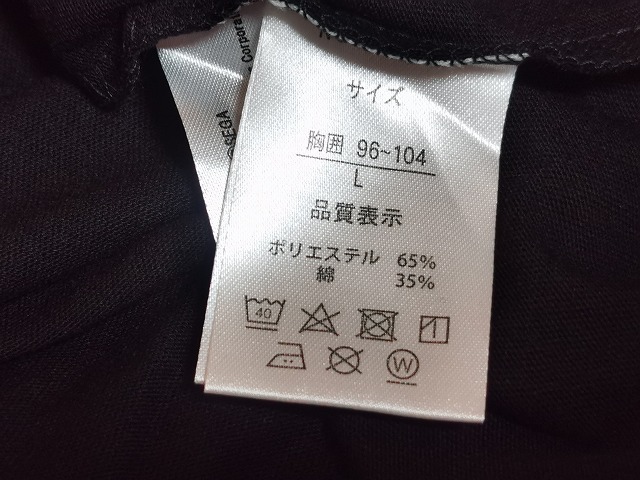 サイズ
胸囲 96~104
L
品質表示
ポリエステル 65%
綿 35%
40
W
©SEGA
Corporat